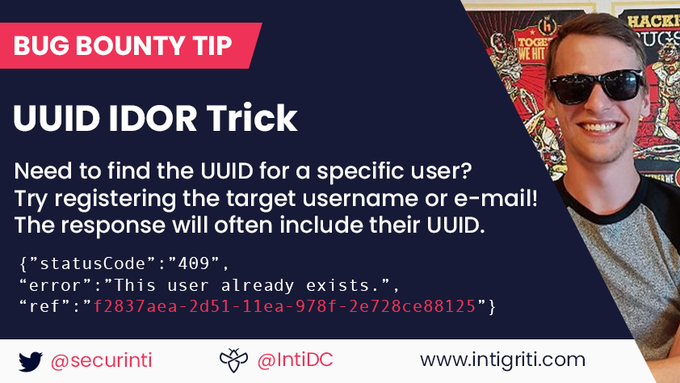 BUG BOUNTY TIP
UUID IDOR Trick
Need to find the UUID for a specific user?
Try registering the target username or e-mail!
The response will often include their UUID.
{”statusCode”:”409”,
“error”:”This user already exists.”,
“ref”:”f2837aea-2d51-11ea-978f-2e728ce88125”}
@securinti
@IntiDC
www.intigriti.com